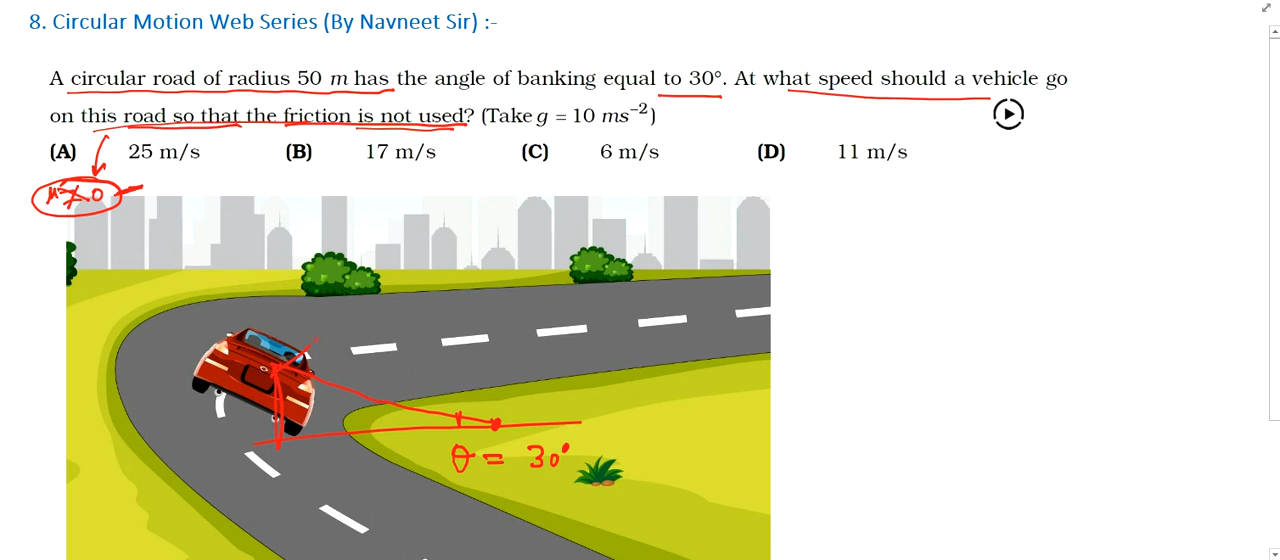 8. Circular Motion Web Series (By Navneet Sir) :-
A circular road of radius 50 m has the angle of banking equal to 30°. At what speed should a vehicle go
on this road so that the friction is not used? (Take g = 10 ms⁻²)
(A) 25 m/s (B) 17 m/s (C) 6 m/s (D) 11 m/s
μ≠0
θ = 30°